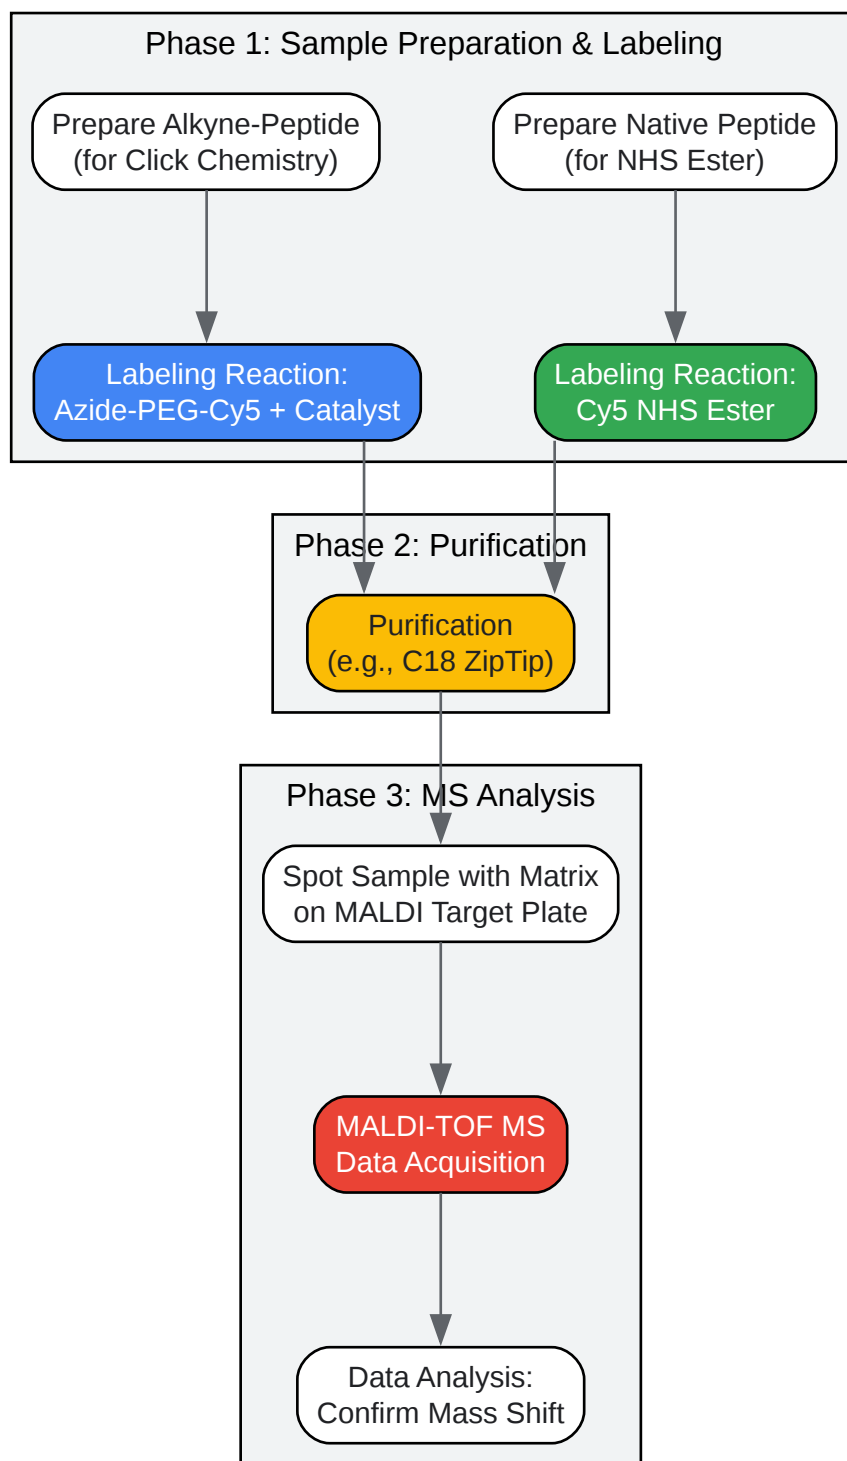 Phase 1: Sample Preparation & Labeling
Prepare Alkyne-Peptide
(for Click Chemistry)
Prepare Native Peptide
(for NHS Ester)
Labeling Reaction:
Azide-PEG-Cy5 + Catalyst
Labeling Reaction:
Cy5 NHS Ester
Phase 2: Purification
Purification
(e.g., C18 ZipTip)
Phase 3: MS Analysis
Spot Sample with Matrix
on MALDI Target Plate
MALDI-TOF MS
Data Acquisition
Data Analysis:
Confirm Mass Shift